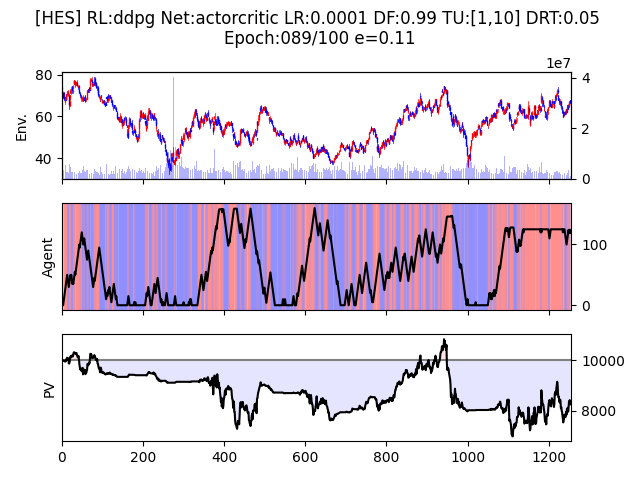 [HES] RL:ddpg Net:actorcritic LR:0.0001 DF:0.99 TU:[1,10] DRT:0.05
Epoch:089/100 e=0.11
1e7
80
60
40
Env.
4
2
0
Agent
100
0
PV
10000
8000
0 200 400 600 800 1000 1200